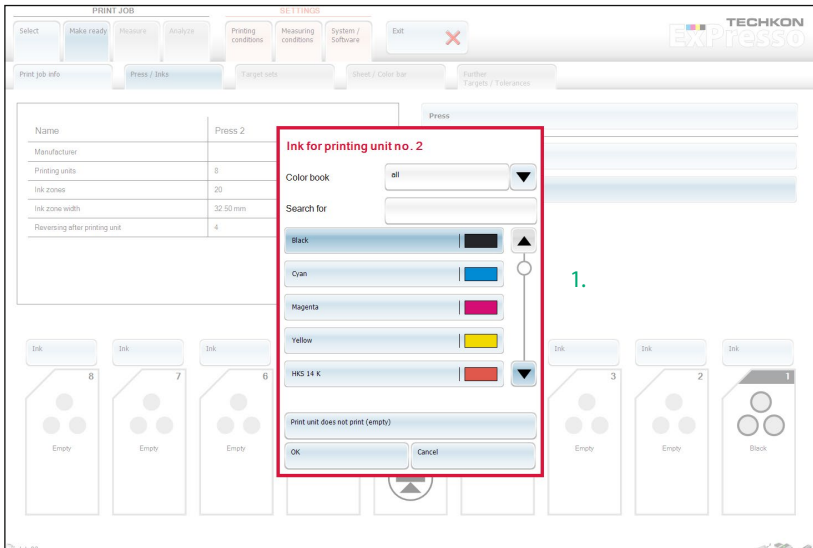 PRINT JOB
SETTINGS
Select
Make ready
Measure
Analyze
Printing conditions
Measuring conditions
System / Software
Exit
TECHKON
ExPresso
Print job info
Press / Inks
Target sets
Sheet / Color bar
Further Targets / Tolerances
Press
Name Press 2
Manufacturer
Printing units 8
Ink zones 20
Ink zone width 32.50 mm
Reversing after printing unit 4
Ink for printing unit no. 2
Color book all
Search for
Black
Cyan
Magenta
Yellow
HKS 14 K
Print unit does not print (empty)
OK Cancel
1.
Ink Ink Ink Ink Ink Ink
8 7 6 3 2 1
Empty Empty Empty Empty Empty Black